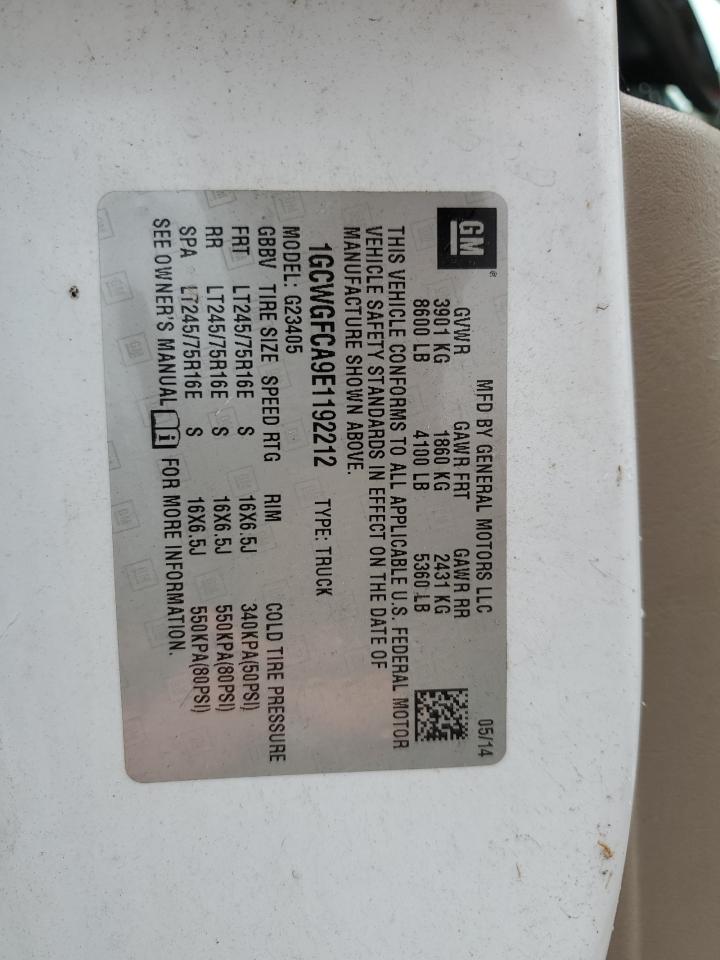 GM
MFD BY GENERAL MOTORS LLC 05/14
GVWR GAWR FRT GAWR RR
3901 KG 1860 KG 2431 KG
8600 LB 4100 LB 5360 LB
THIS VEHICLE CONFORMS TO ALL APPLICABLE U.S. FEDERAL MOTOR
VEHICLE SAFETY STANDARDS IN EFFECT ON THE DATE OF
MANUFACTURE SHOWN ABOVE.
1GCWGFCA9E1192212 TYPE: TRUCK
MODEL: G23405
GBBV TIRE SIZE SPEED RTG RIM COLD TIRE PRESSURE
FRT LT245/75R16E S 16X6.5J 340KPA(50PSI)
RR LT245/75R16E S 16X6.5J 550KPA(80PSI)
SPA LT245/75R16E S 16X6.5J 550KPA(80PSI)
SEE OWNER'S MANUAL FOR MORE INFORMATION.